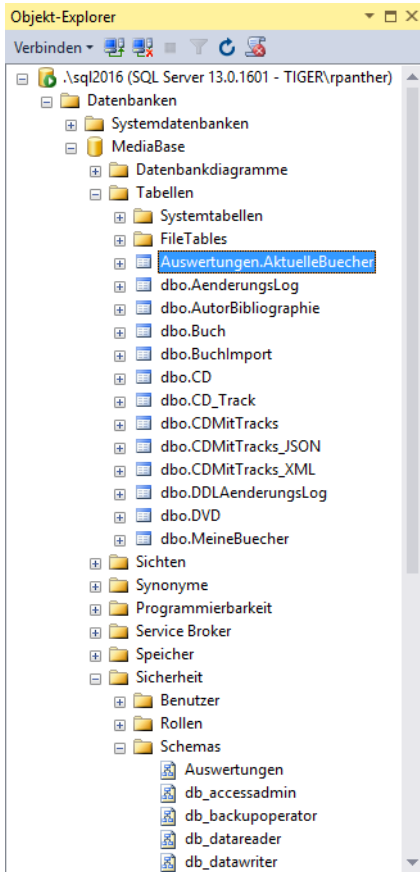 Objekt-Explorer
Verbinden
.\sql2016 (SQL Server 13.0.1601 - TIGER\rpanther)
Datenbanken
Systemdatenbanken
MediaBase
Datenbankdiagramme
Tabellen
Systemtabellen
FileTables
Auswertungen.AktuelleBuecher
dbo.AenderungsLog
dbo.AutorBibliographie
dbo.Buch
dbo.BuchImport
dbo.CD
dbo.CD_Track
dbo.CDMitTracks
dbo.CDMitTracks_JSON
dbo.CDMitTracks_XML
dbo.DDLAenderungsLog
dbo.DVD
dbo.MeineBuecher
Sichten
Synonyme
Programmierbarkeit
Service Broker
Speicher
Sicherheit
Benutzer
Rollen
Schemas
Auswertungen
db_accessadmin
db_backupoperator
db_datareader
db_datawriter